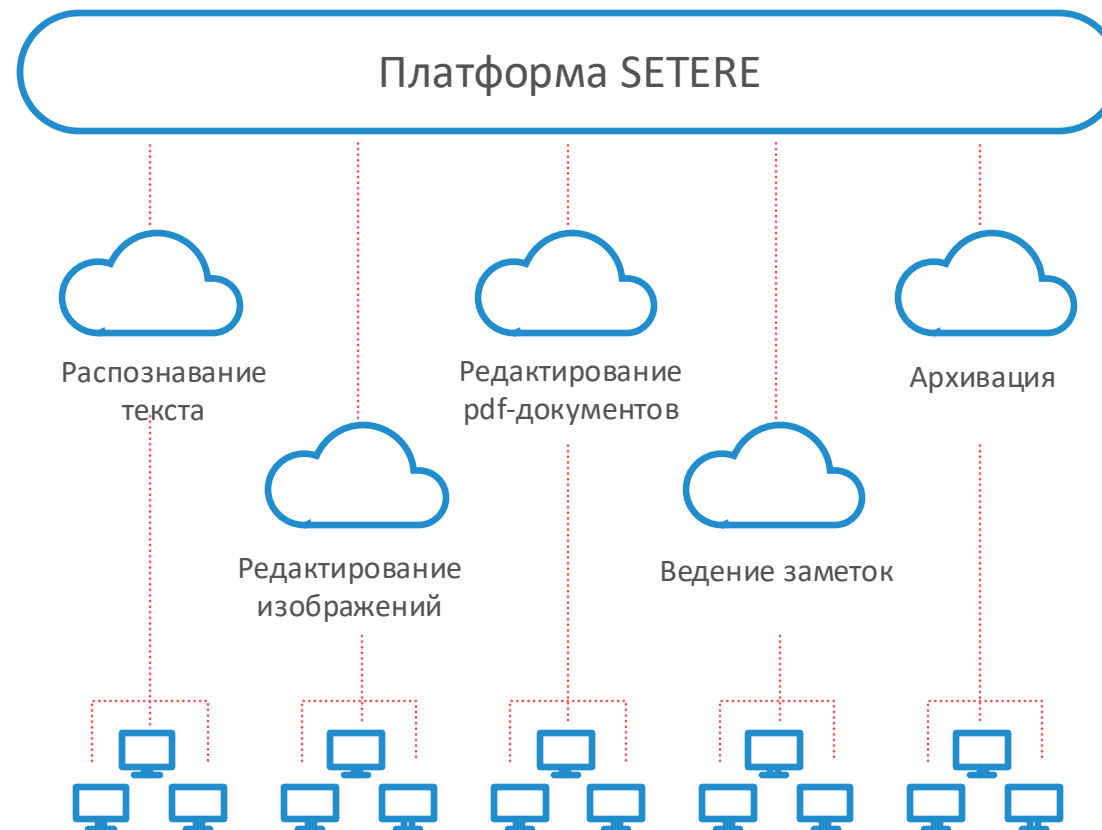 Платформа SETERE
Распознавание
текста
Редактирование
pdf-документов
Архивация
Редактирование
изображений
Ведение заметок